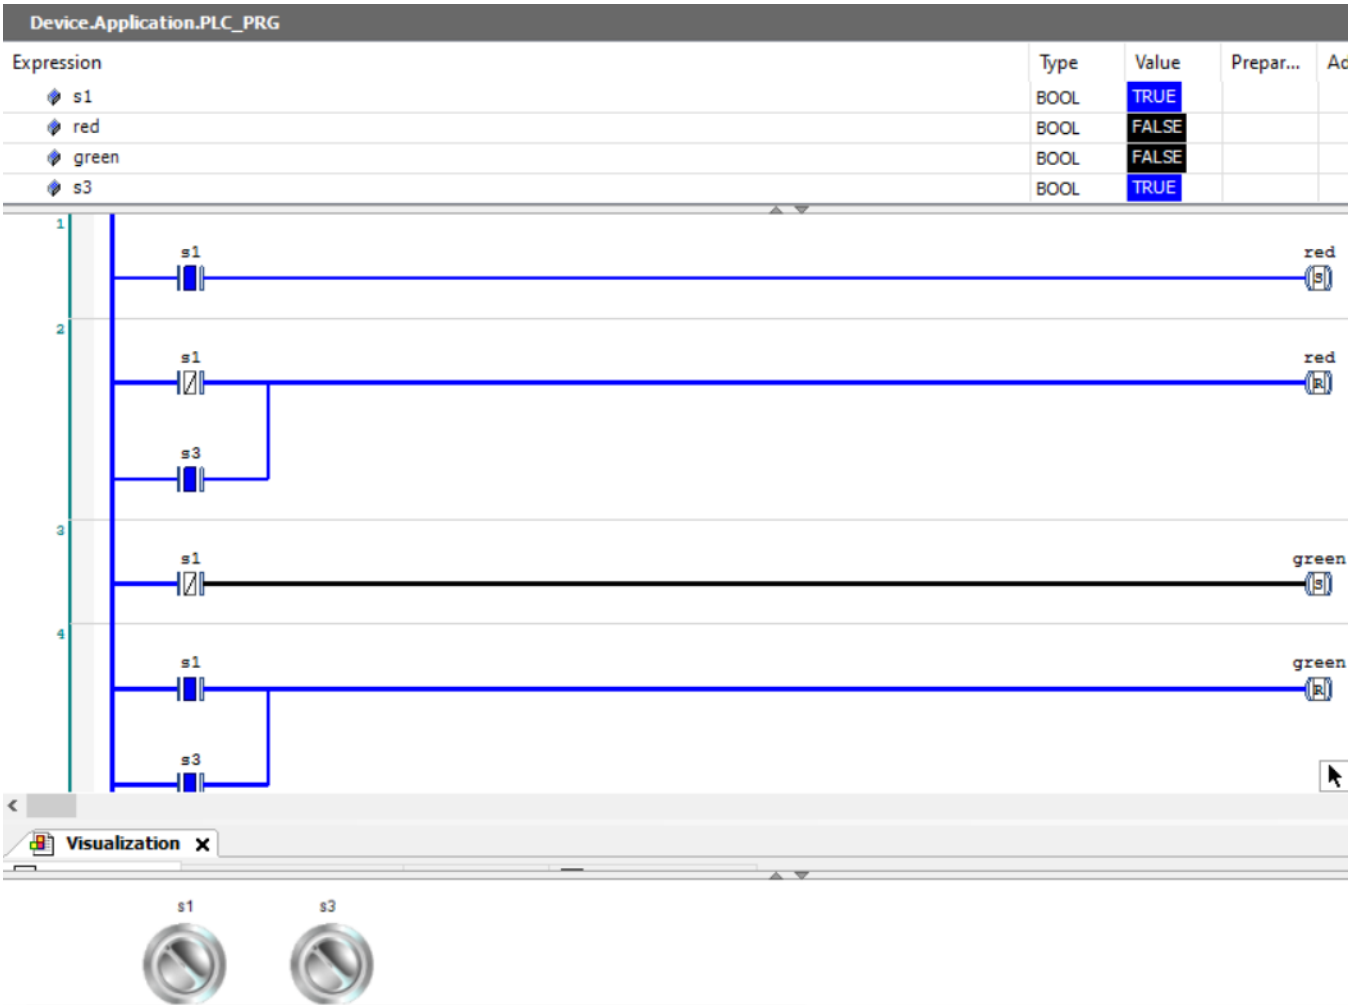 Device.Application.PLC_PRG
Expression Type Value Prepar... Ad
s1 BOOL TRUE
red BOOL FALSE
green BOOL FALSE
s3 BOOL TRUE
1
s1 red
S
2
s1 red
R
s3
3
s1 green
S
4
s1 green
R
s3
Visualization
s1 s3